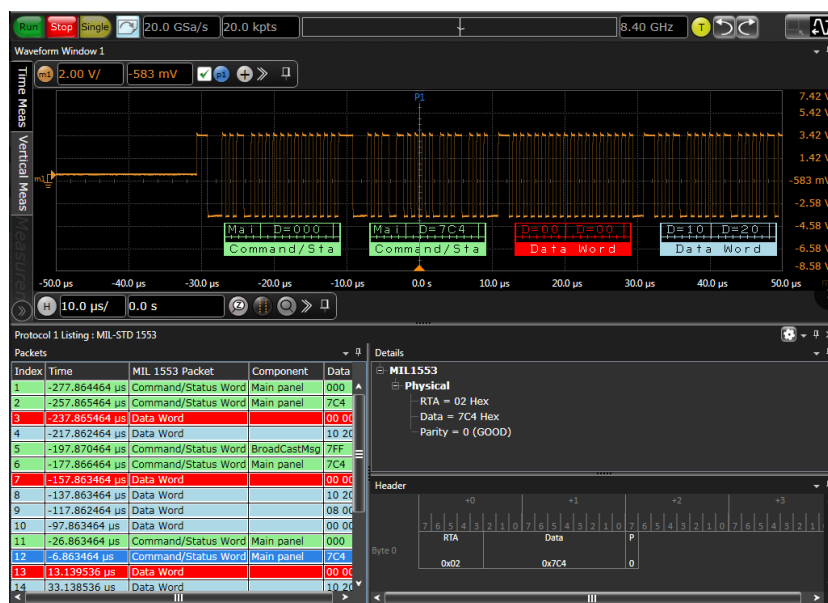 Run Stop Single 20.0 GSa/s 20.0 kpts 8.40 GHz T
Waveform Window 1
Time Meas
Vertical Meas
m1 2.00 V/ -583 mV p1
P1
7.42 V
5.42 V
3.42 V
1.42 V
-583 mV
-2.58 V
-4.58 V
-6.58 V
-8.58 V
m1
Mai D=000 Mai D=7C4 D=00 D=00 D=10 D=20
Command/Sta Command/Sta Data Word Data Word
-50.0 µs -40.0 µs -30.0 µs -20.0 µs -10.0 µs 0.0 s 10.0 µs 20.0 µs 30.0 µs 40.0 µs 50.0 µs
H 10.0 µs/ 0.0 s
Protocol 1 Listing : MIL-STD 1553
Packets
Index Time MIL 1553 Packet Component Data
1 -277.864464 µs Command/Status Word Main panel 000
2 -257.865464 µs Command/Status Word Main panel 7C4
3 -237.865464 µs Data Word 00 00
4 -217.862464 µs Data Word 10 20
5 -197.870464 µs Command/Status Word BroadCastMsg 7FF
6 -177.866464 µs Command/Status Word Main panel 7C4
7 -157.863464 µs Data Word 00 00
8 -137.863464 µs Data Word 10 20
9 -117.862464 µs Data Word 08 00
10 -97.863464 µs Data Word 00 00
11 -26.863464 µs Command/Status Word Main panel 000
12 -6.863464 µs Command/Status Word Main panel 7C4
13 13.139536 µs Data Word 00 00
14 33.138536 µs Data Word 10 20
Details
MIL1553
Physical
RTA = 02 Hex
Data = 7C4 Hex
Parity = 0 (GOOD)
Header
+0 +1 +2 +3
7 6 5 4 3 2 1 0 7 6 5 4 3 2 1 0 7 6 5 4 3 2 1 0 7 6 5 4 3 2 1
RTA Data P
Byte 0
0x02 0x7C4 0